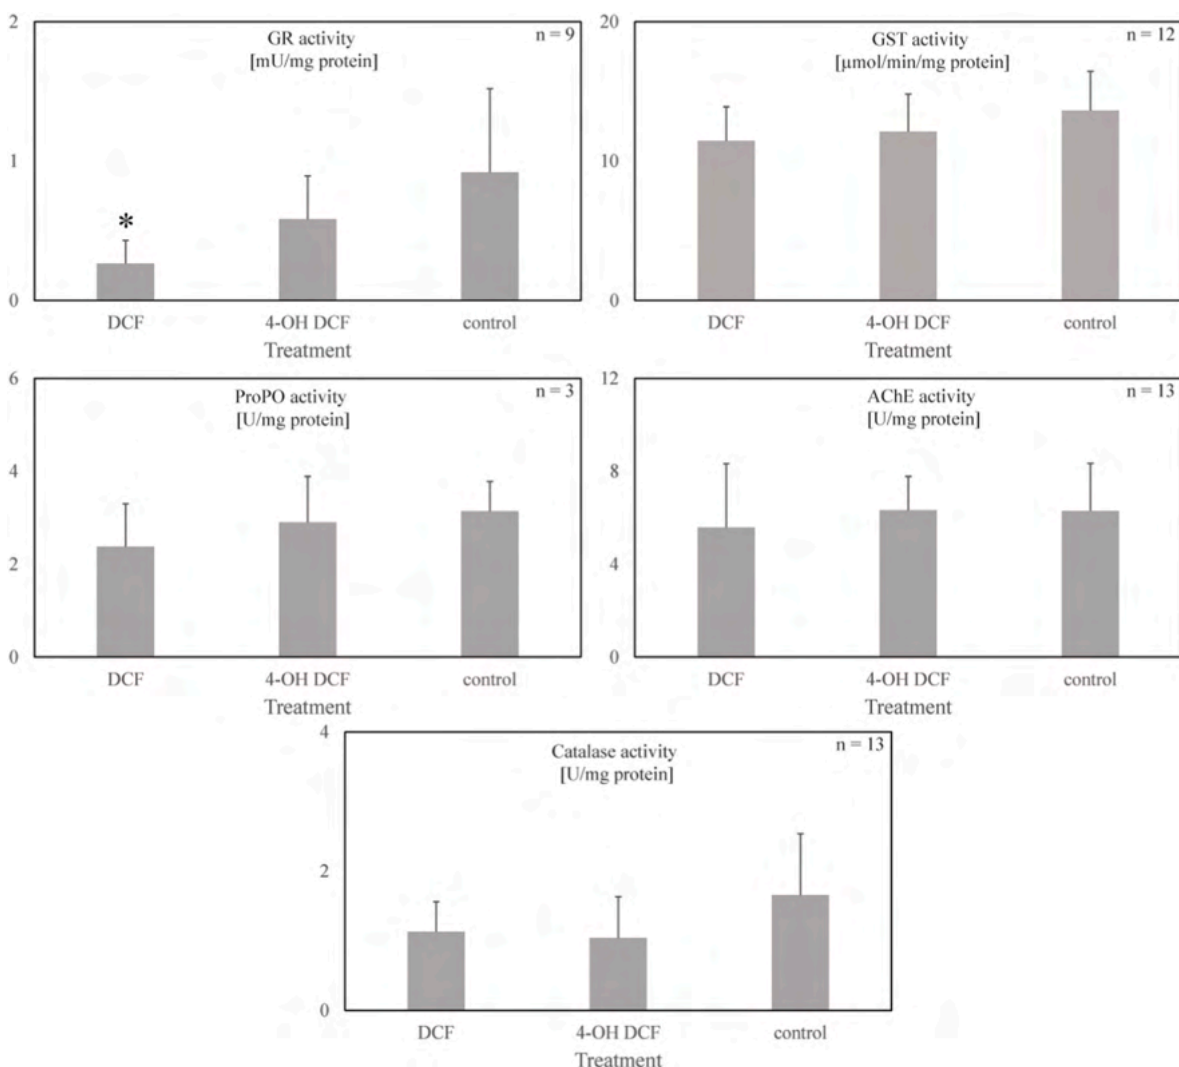 2
GR activity
[mU/mg protein]
n = 9
1
*
0
DCF 4-OH DCF control
Treatment
20
GST activity
[μmol/min/mg protein]
n = 12
10
0
DCF 4-OH DCF control
Treatment
6
ProPO activity
[U/mg protein]
n = 3
4
2
0
DCF 4-OH DCF control
Treatment
12
AChE activity
[U/mg protein]
n = 13
8
4
0
DCF 4-OH DCF control
Treatment
4
Catalase activity
[U/mg protein]
n = 13
2
0
DCF 4-OH DCF control
Treatment